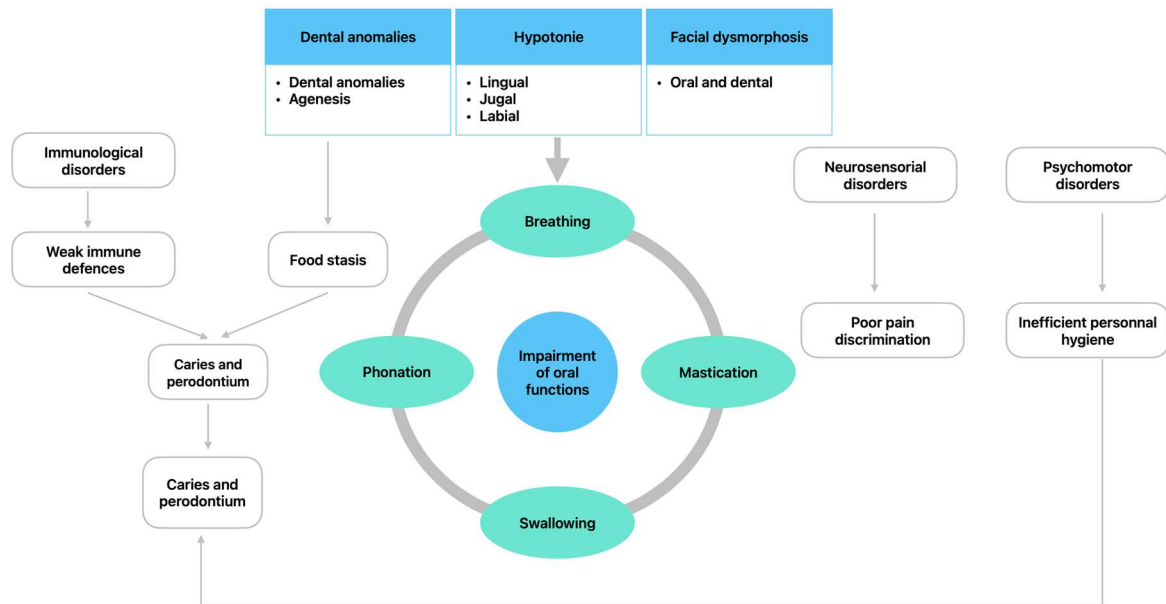 Dental anomalies
Hypotonie
Facial dysmorphosis
• Dental anomalies
• Agenesis
• Lingual
• Jugal
• Labial
• Oral and dental
Immunological
disorders
Neurosensorial
disorders
Psychomotor
disorders
Breathing
Weak immune
defences
Food stasis
Poor pain
discrimination
Inefficient personnal
hygiene
Caries and
perodontium
Phonation
Impairment
of oral
functions
Mastication
Caries and
perodontium
Swallowing